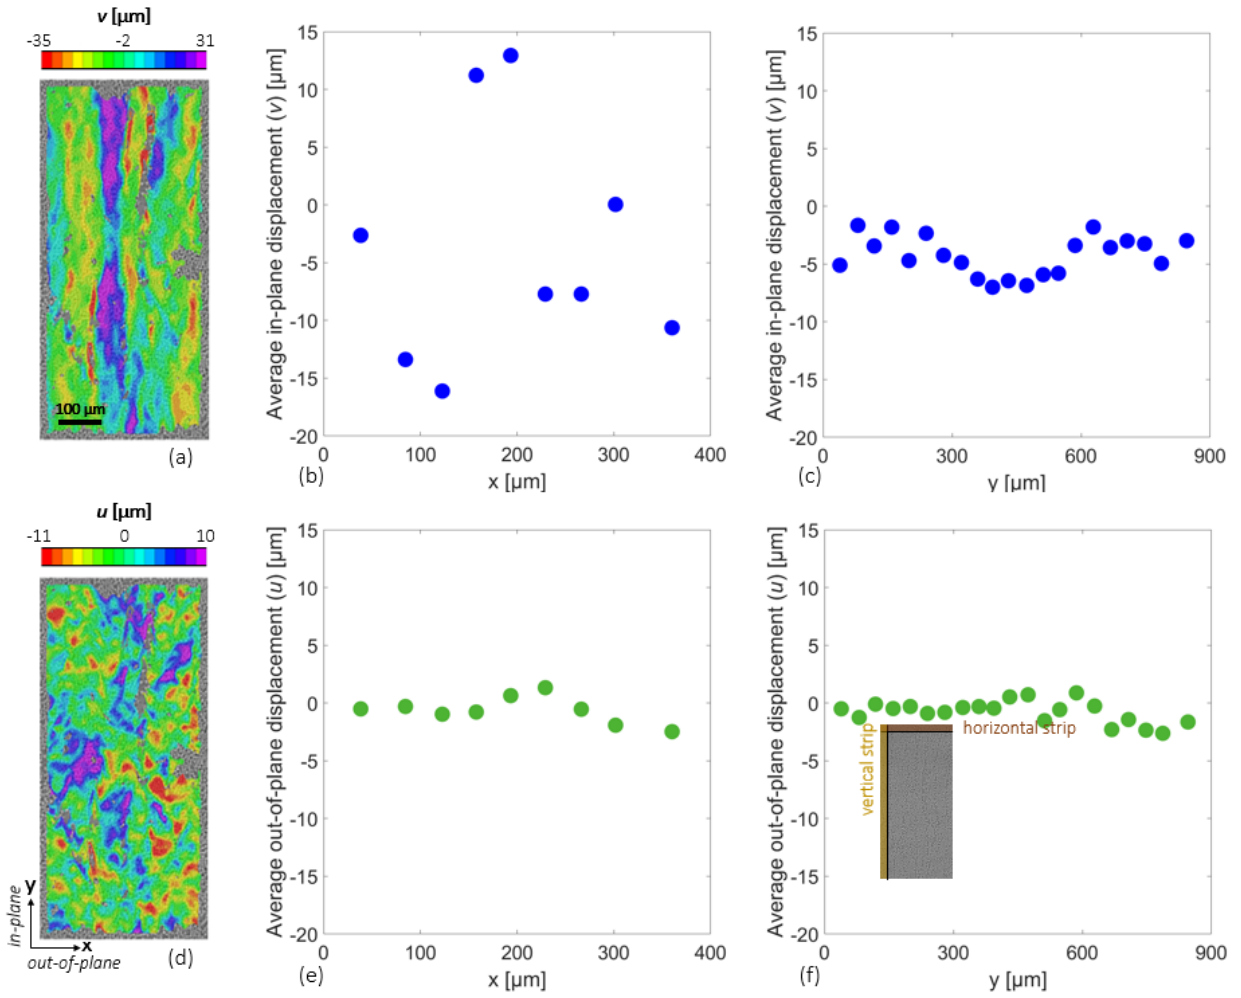 v [µm]
-35 -2 31
100 µm
(a)
Average in-plane displacement (v) [µm]
15
10
5
0
-5
-10
-15
-20
0 100 200 300 400
(b)
x [µm]
Average in-plane displacement (v) [µm]
15
10
5
0
-5
-10
-15
-20
0 300 600 900
(c)
y [µm]
u [µm]
-11 0 10
y
in-plane
x
out-of-plane
(d)
Average out-of-plane displacement (u) [µm]
15
10
5
0
-5
-10
-15
-20
0 100 200 300 400
(e)
x [µm]
Average out-of-plane displacement (u) [µm]
15
10
5
0
-5
-10
-15
-20
horizontal strip
vertical strip
0 300 600 900
(f)
y [µm]